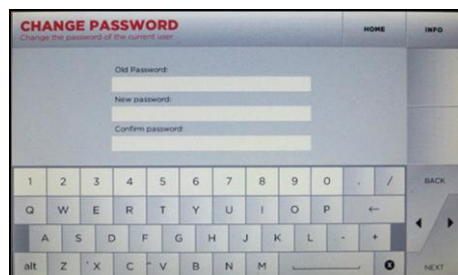 CHANGE PASSWORD
Change the password of the current user
HOME
INFO
Old Password:
New password:
Confirm password:
1 2 3 4 5 6 7 8 9 0 . /
BACK
Q W E R T Y U I O P ←
A S D F G H J K L - +
alt Z X C V B N M
NEXT